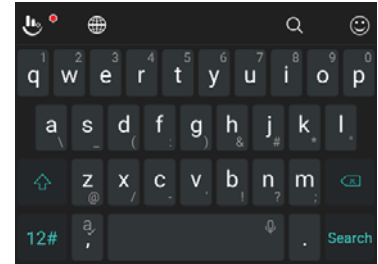 1 2 3 4 5 6 7 8 9 0
q w e r t y u i o p
a s d f g h j k l
\ _ ( : ) & # * "
z x c v b n m
@ / - ' ! ? ;
12# a , . Search